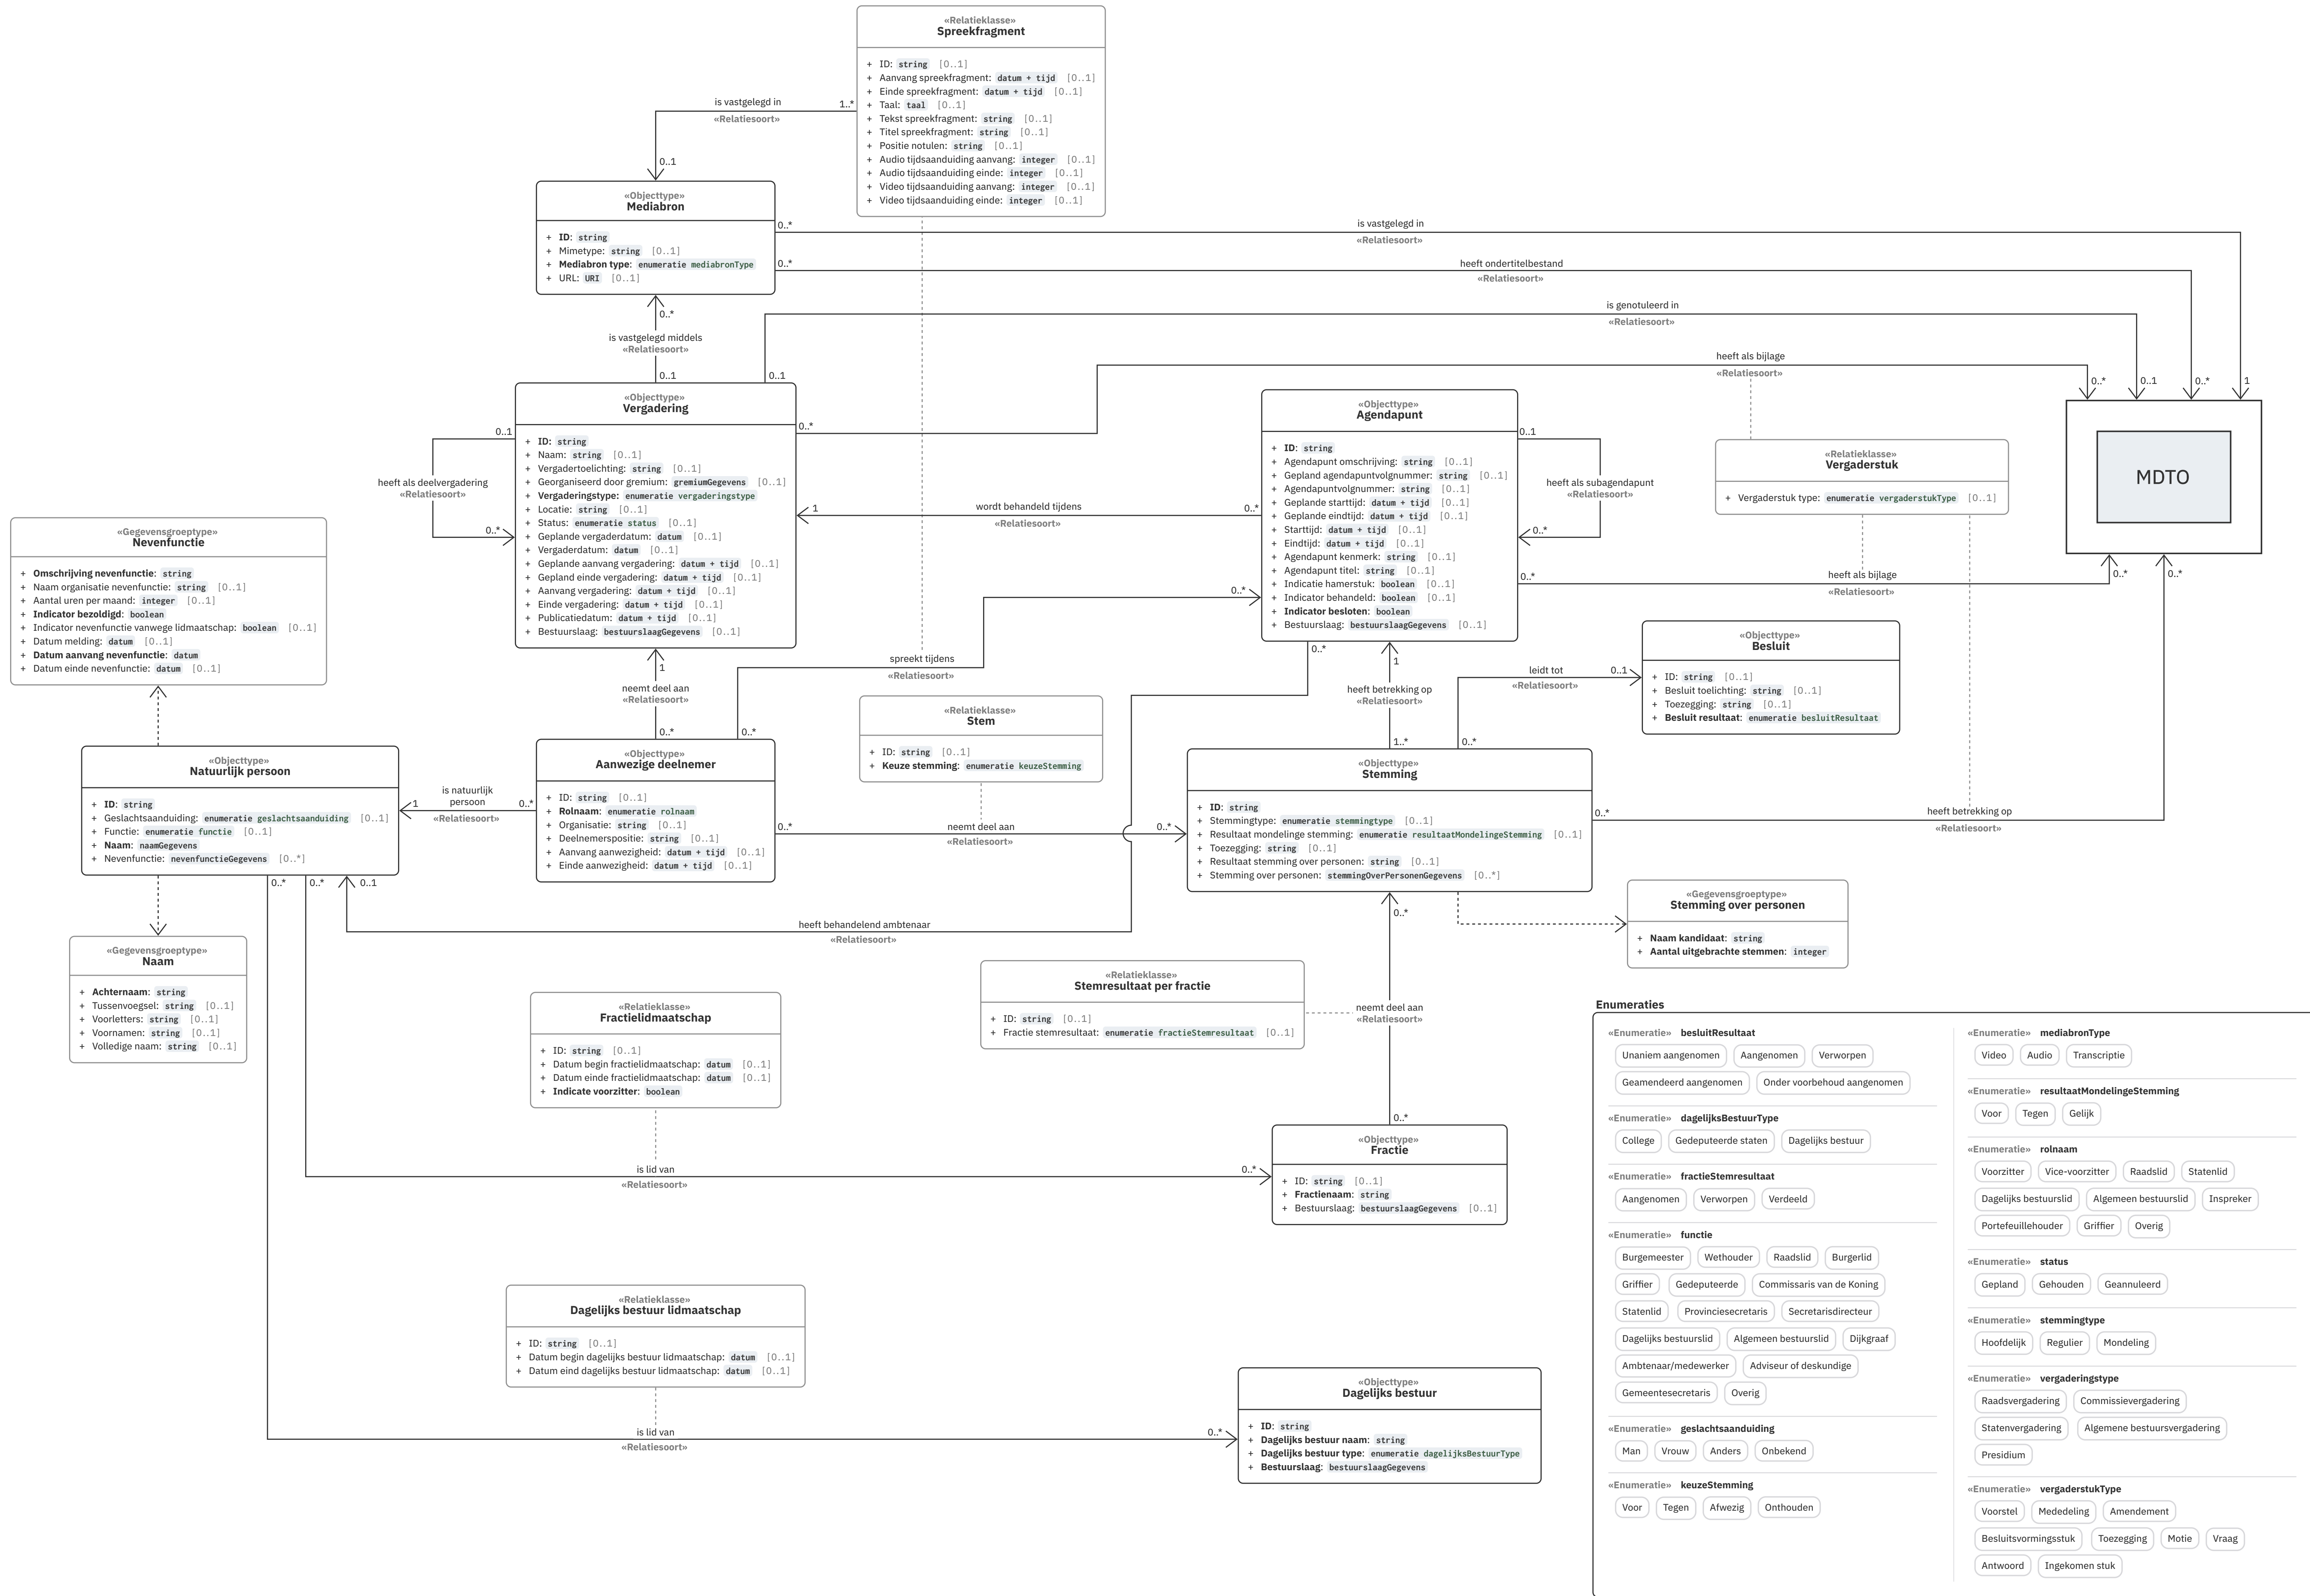 «Relatieklasse»
Spreekfragment
+ ID: string [0..1]
+ Aanvang spreekfragment: datum + tijd [0..1]
+ Einde spreekfragment: datum + tijd [0..1]
+ Taal: taal [0..1]
+ Tekst spreekfragment: string [0..1]
+ Titel spreekfragment: string [0..1]
+ Positie notulen: string [0..1]
+ Audio tijdsaanduiding aanvang: integer [0..1]
+ Audio tijdsaanduiding einde: integer [0..1]
+ Video tijdsaanduiding aanvang: integer [0..1]
+ Video tijdsaanduiding einde: integer [0..1]
is vastgelegd in
«Relatiesoort»
1..*
0..1
«Objecttype»
Mediabron
+ ID: string
+ Mimetype: string [0..1]
+ Mediabron type: enumeratie mediabronType
+ URL: URI [0..1]
0..*
is vastgelegd in
«Relatiesoort»
0..*
heeft ondertitelbestand
«Relatiesoort»
is genotuleerd in
«Relatiesoort»
0..*
is vastgelegd middels
«Relatiesoort»
0..1
0..1
heeft als bijlage
«Relatiesoort»
0..*
0..1
0..*
1
«Objecttype»
Vergadering
+ ID: string
+ Naam: string [0..1]
+ Vergadertoelichting: string [0..1]
+ Georganiseerd door gremium: gremiumGegevens [0..1]
+ Vergaderingstype: enumeratie vergaderingstype
+ Locatie: string [0..1]
+ Status: enumeratie status [0..1]
+ Geplande vergaderdatum: datum [0..1]
+ Vergaderdatum: datum [0..1]
+ Geplande aanvang vergadering: datum + tijd [0..1]
+ Gepland einde vergadering: datum + tijd [0..1]
+ Aanvang vergadering: datum + tijd [0..1]
+ Einde vergadering: datum + tijd [0..1]
+ Publicatiedatum: datum + tijd [0..1]
+ Bestuurslaag: bestuurslaagGegevens [0..1]
0..1
heeft als deelvergadering
«Relatiesoort»
0..*
0..*
1
wordt behandeld tijdens
«Relatiesoort»
0..*
«Objecttype»
Agendapunt
+ ID: string
+ Agendapunt omschrijving: string [0..1]
+ Gepland agendapuntvolgnummer: string [0..1]
+ Agendapuntvolgnummer: string [0..1]
+ Geplande starttijd: datum + tijd [0..1]
+ Geplande eindtijd: datum + tijd [0..1]
+ Starttijd: datum + tijd [0..1]
+ Eindtijd: datum + tijd [0..1]
+ Agendapunt kenmerk: string [0..1]
+ Agendapunt titel: string [0..1]
+ Indicatie hamerstuk: boolean [0..1]
+ Indicator behandeld: boolean [0..1]
+ Indicator besloten: boolean
+ Bestuurslaag: bestuurslaagGegevens [0..1]
0..1
heeft als subagendapunt
«Relatiesoort»
0..*
«Relatieklasse»
Vergaderstuk
+ Vergaderstuk type: enumeratie vergaderstukType [0..1]
MDTO
0..*
heeft als bijlage
«Relatiesoort»
0..*
0..*
«Gegevensgroeptype»
Nevenfunctie
+ Omschrijving nevenfunctie: string
+ Naam organisatie nevenfunctie: string [0..1]
+ Aantal uren per maand: integer [0..1]
+ Indicator bezoldigd: boolean
+ Indicator nevenfunctie vanwege lidmaatschap: boolean [0..1]
+ Datum melding: datum [0..1]
+ Datum aanvang nevenfunctie: datum
+ Datum einde nevenfunctie: datum [0..1]
1
neemt deel aan
«Relatiesoort»
0..*
0..*
spreekt tijdens
«Relatiesoort»
0..*
0..*
1
heeft betrekking op
«Relatiesoort»
1..*
leidt tot
«Relatiesoort»
0..1
0..*
«Objecttype»
Besluit
+ ID: string [0..1]
+ Besluit toelichting: string [0..1]
+ Toezegging: string [0..1]
+ Besluit resultaat: enumeratie besluitResultaat
«Relatieklasse»
Stem
+ ID: string [0..1]
+ Keuze stemming: enumeratie keuzeStemming
«Objecttype»
Natuurlijk persoon
+ ID: string
+ Geslachtsaanduiding: enumeratie geslachtsaanduiding [0..1]
+ Functie: enumeratie functie [0..1]
+ Naam: naamGegevens
+ Nevenfunctie: nevenfunctieGegevens [0..*]
1
is natuurlijk
persoon
«Relatiesoort»
0..*
«Objecttype»
Aanwezige deelnemer
+ ID: string [0..1]
+ Rolnaam: enumeratie rolnaam
+ Organisatie: string [0..1]
+ Deelnemerspositie: string [0..1]
+ Aanvang aanwezigheid: datum + tijd [0..1]
+ Einde aanwezigheid: datum + tijd [0..1]
0..*
neemt deel aan
«Relatiesoort»
0..*
«Objecttype»
Stemming
+ ID: string
+ Stemmingtype: enumeratie stemmingtype [0..1]
+ Resultaat mondelinge stemming: enumeratie resultaatMondelingeStemming [0..1]
+ Toezegging: string [0..1]
+ Resultaat stemming over personen: string [0..1]
+ Stemming over personen: stemmingOverPersonenGegevens [0..*]
0..*
heeft betrekking op
«Relatiesoort»
0..*
0..*
0..1
heeft behandelend ambtenaar
«Relatiesoort»
0..*
«Gegevensgroeptype»
Stemming over personen
+ Naam kandidaat: string
+ Aantal uitgebrachte stemmen: integer
«Gegevensgroeptype»
Naam
+ Achternaam: string
+ Tussenvoegsel: string [0..1]
+ Voorletters: string [0..1]
+ Voornamen: string [0..1]
+ Volledige naam: string [0..1]
«Relatieklasse»
Fractielidmaatschap
+ ID: string [0..1]
+ Datum begin fractielidmaatschap: datum [0..1]
+ Datum einde fractielidmaatschap: datum [0..1]
+ Indicate voorzitter: boolean
«Relatieklasse»
Stemresultaat per fractie
+ ID: string [0..1]
+ Fractie stemresultaat: enumeratie fractieStemresultaat [0..1]
neemt deel aan
«Relatiesoort»
0..*
is lid van
«Relatiesoort»
0..*
«Objecttype»
Fractie
+ ID: string [0..1]
+ Fractienaam: string
+ Bestuurslaag: bestuurslaagGegevens [0..1]
«Relatieklasse»
Dagelijks bestuur lidmaatschap
+ ID: string [0..1]
+ Datum begin dagelijks bestuur lidmaatschap: datum [0..1]
+ Datum eind dagelijks bestuur lidmaatschap: datum [0..1]
is lid van
«Relatiesoort»
0..*
«Objecttype»
Dagelijks bestuur
+ ID: string
+ Dagelijks bestuur naam: string
+ Dagelijks bestuur type: enumeratie dagelijksBestuurType
+ Bestuurslaag: bestuurslaagGegevens
Enumeraties
«Enumeratie» besluitResultaat
Unaniem aangenomen Aangenomen Verworpen
Geamendeerd aangenomen Onder voorbehoud aangenomen
«Enumeratie» dagelijksBestuurType
College Gedeputeerde staten Dagelijks bestuur
«Enumeratie» fractieStemresultaat
Aangenomen Verworpen Verdeeld
«Enumeratie» functie
Burgemeester Wethouder Raadslid Burgerlid
Griffier Gedeputeerde Commissaris van de Koning
Statenlid Provinciesecretaris Secretarisdirecteur
Dagelijks bestuurslid Algemeen bestuurslid Dijkgraaf
Ambtenaar/medewerker Adviseur of deskundige
Gemeentesecretaris Overig
«Enumeratie» geslachtsaanduiding
Man Vrouw Anders Onbekend
«Enumeratie» keuzeStemming
Voor Tegen Afwezig Onthouden
«Enumeratie» mediabronType
Video Audio Transcriptie
«Enumeratie» resultaatMondelingeStemming
Voor Tegen Gelijk
«Enumeratie» rolnaam
Voorzitter Vice-voorzitter Raadslid Statenlid
Dagelijks bestuurslid Algemeen bestuurslid Inspreker
Portefeuillehouder Griffier Overig
«Enumeratie» status
Gepland Gehouden Geannuleerd
«Enumeratie» stemmingtype
Hoofdelijk Regulier Mondeling
«Enumeratie» vergaderingstype
Raadsvergadering Commissievergadering
Statenvergadering Algemene bestuursvergadering
Presidium
«Enumeratie» vergaderstukType
Voorstel Mededeling Amendement
Besluitsvormingsstuk Toezegging Motie Vraag
Antwoord Ingekomen stuk